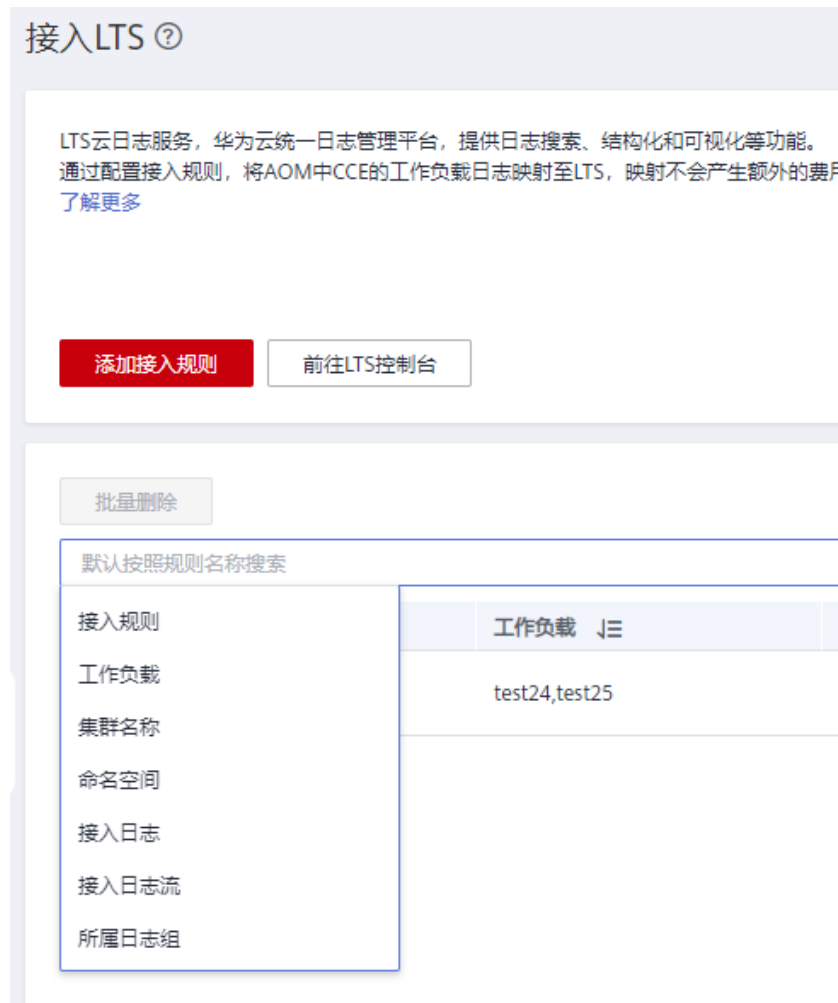 接入LTS ?
LTS云日志服务，华为云统一日志管理平台，提供日志搜索、结构化和可视化等功能。
通过配置接入规则，将AOM中CCE的工作负载日志映射至LTS，映射不会产生额外的费用
了解更多
添加接入规则 前往LTS控制台
批量删除
默认按照规则名称搜索
接入规则
工作负载
工作负载
test24,test25
集群名称
命名空间
接入日志
接入日志流
所属日志组